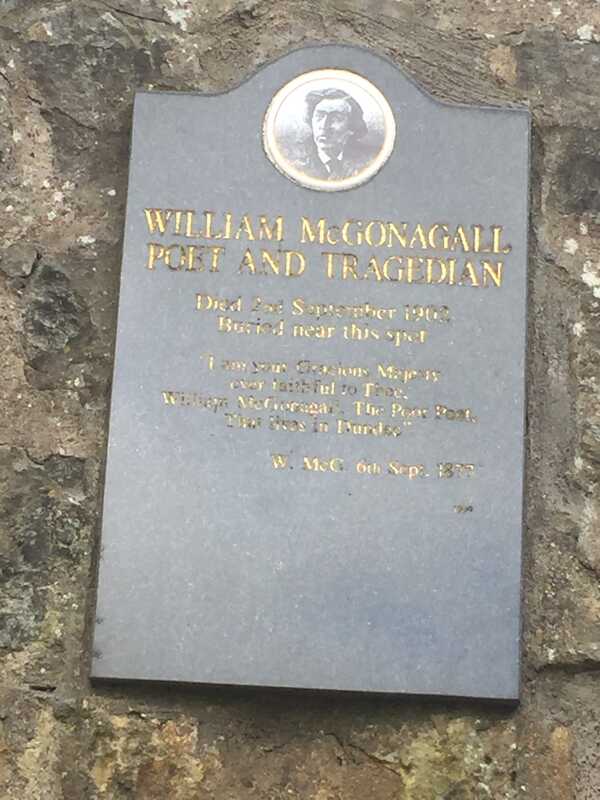 WILLIAM McGONAGALL
POET AND TRAGEDIAN
Died 29th September 1902
Buried near this spot
"I am your Gracious Majesty
ever faithful to Thee,
William McGonagall, The Poor Poet,
That lives in Dundee"
W. McG. 6th Sept. 1877